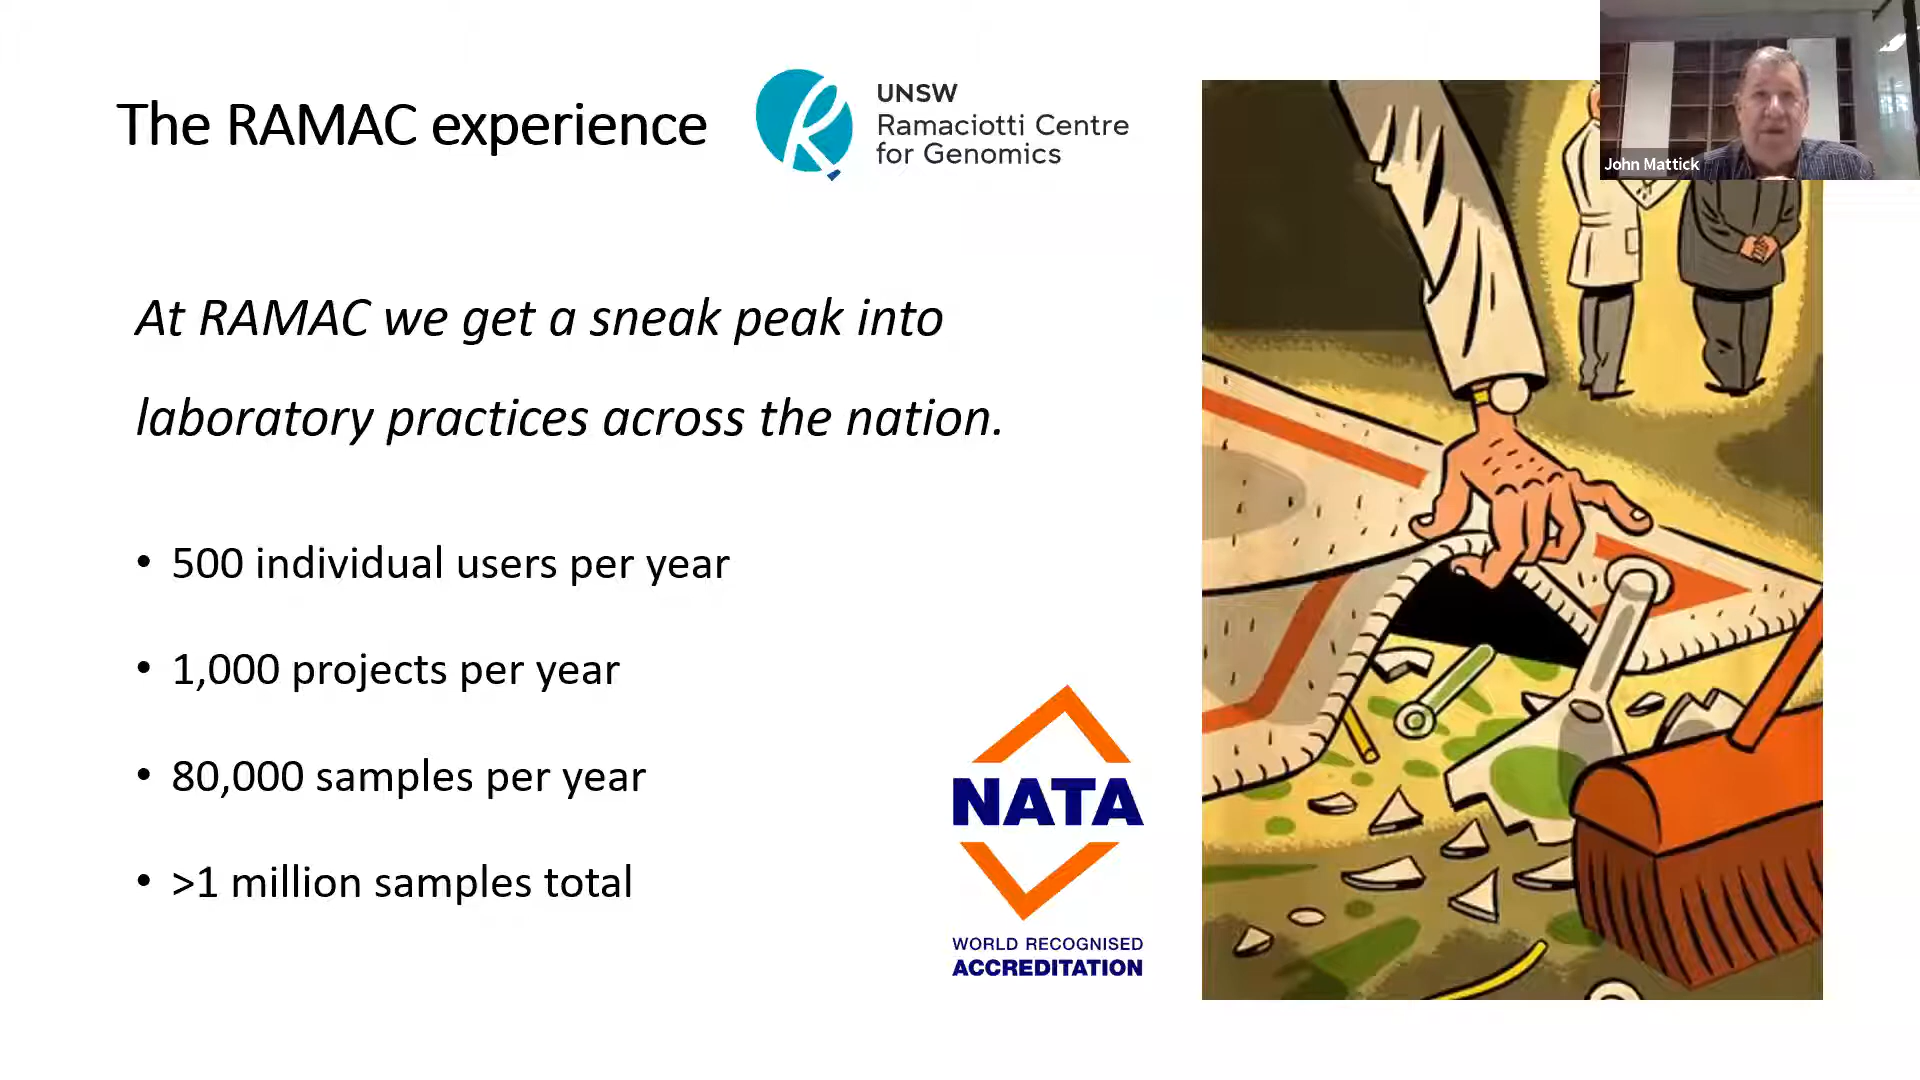 The RAMAC experience
UNSW
Ramaciotti Centre
for Genomics
John Mattick
At RAMAC we get a sneak peak into
laboratory practices across the nation.
• 500 individual users per year
• 1,000 projects per year
• 80,000 samples per year
• >1 million samples total
NATA
WORLD RECOGNISED
ACCREDITATION